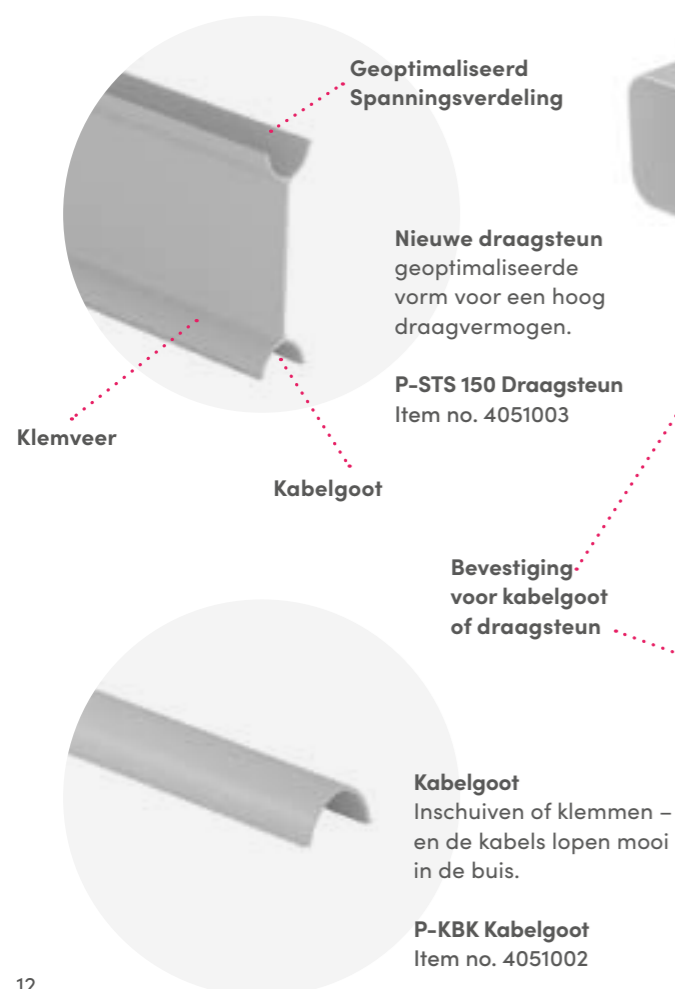 Geoptimaliseerd
Spanningsverdeling
Nieuwe draagsteun
geoptimaliseerde
vorm voor een hoog
draagvermogen.
P-STS 150 Draagsteun
Item no. 4051003
Klemveer
Kabelgoot
Bevestiging
voor kabelgoot
of draagsteun
Kabelgoot
Inschuiven of klemmen –
en de kabels lopen mooi
in de buis.
P-KBK Kabelgoot
Item no. 4051002
12